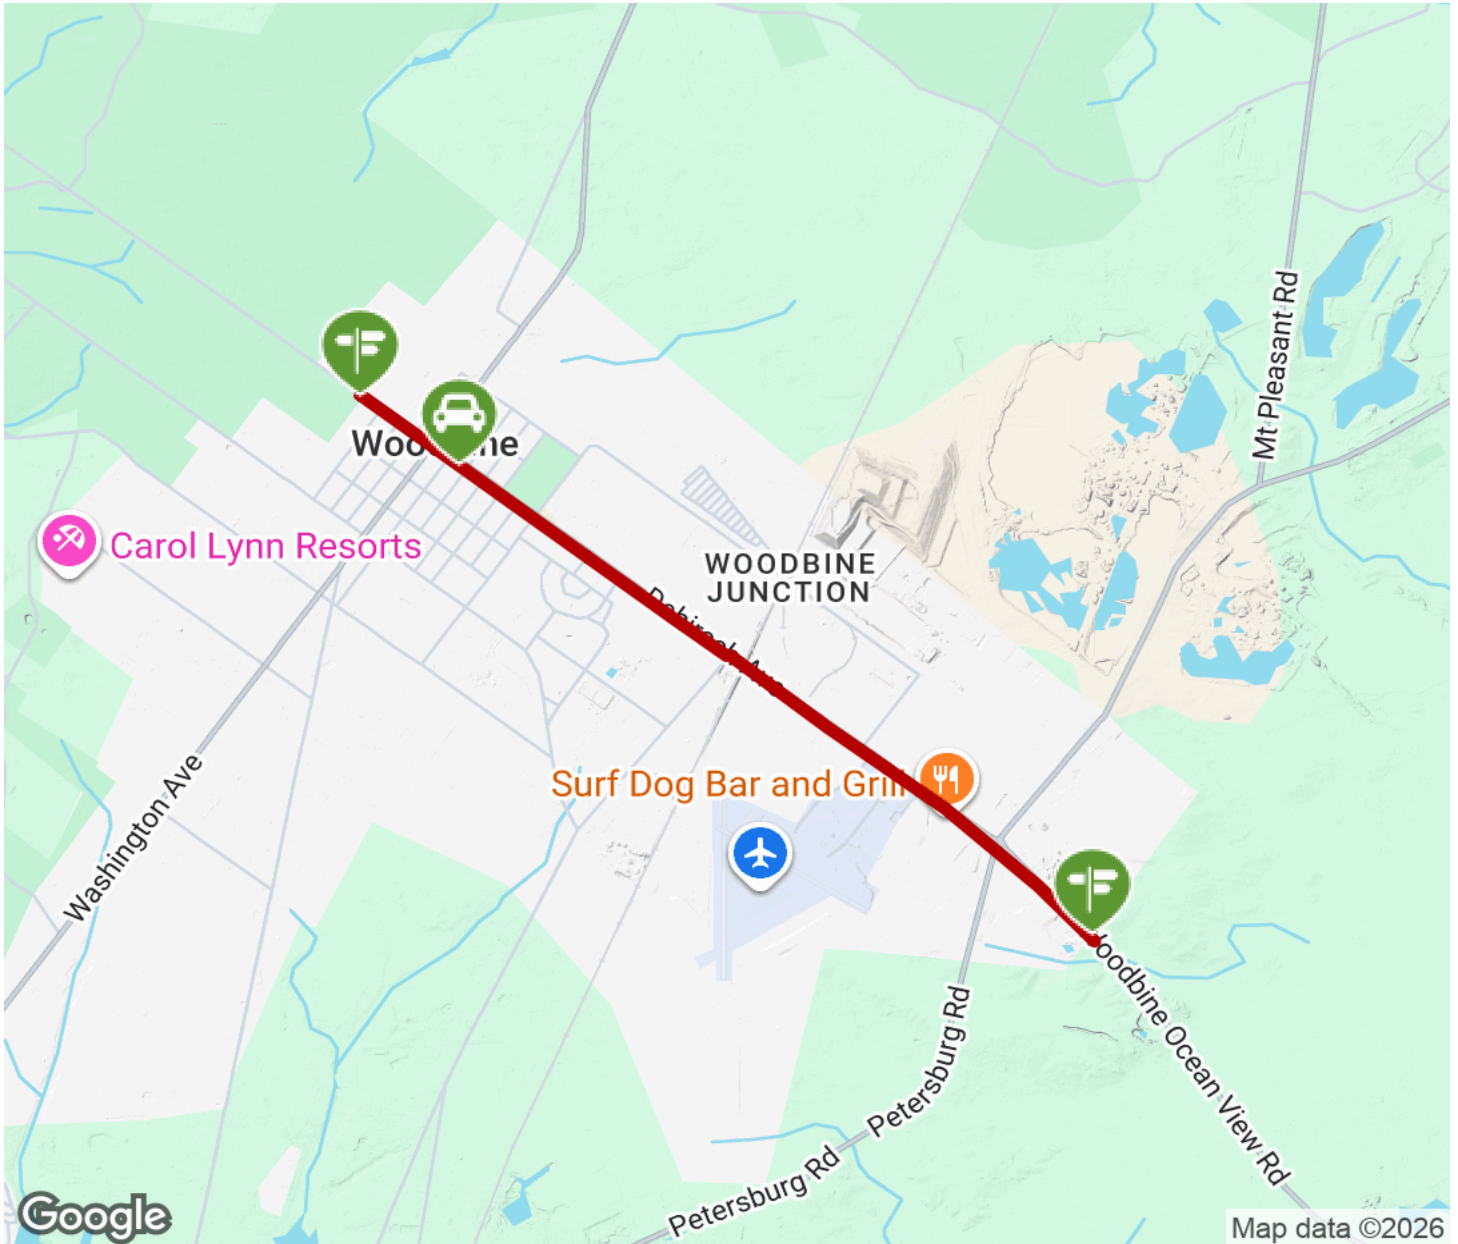 Mt Pleasant Rd
Carol Lynn Resorts
WOODBINE
JUNCTION
Surf Dog Bar and Grill
Washington Ave
Woodbine Ocean View Rd
Petersburg Rd
Petersburg Rd
Google
Map data ©2026